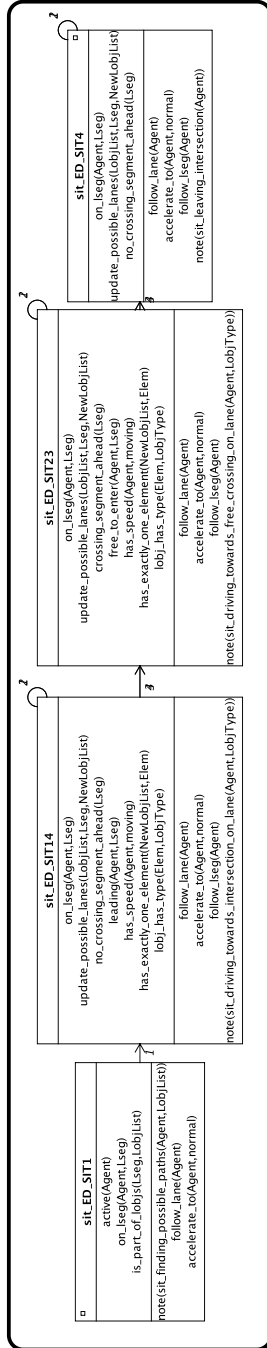 sit_ED_SIT1
active(Agent)
on_lseg(Agent,Lseg)
is_part_of_lobjs(Lseg,LobjList)
note(sit_finding_possible_paths(Agent,LobjList))
follow_lane(Agent)
accelerate_to(Agent,normal)
1
sit_ED_SIT14
on_lseg(Agent,Lseg)
update_possible_lanes(LobjList,Lseg,NewLobjList)
no_crossing_segment_ahead(Lseg)
leading(Agent,Lseg)
has_speed(Agent,moving)
has_exactly_one_element(NewLobjList,Elem)
lobj_has_type(Elem,LobjType)
follow_lane(Agent)
accelerate_to(Agent,normal)
follow_lseg(Agent)
note(sit_driving_towards_intersection_on_lane(Agent,LobjType))
2
3
sit_ED_SIT23
on_lseg(Agent,Lseg)
update_possible_lanes(LobjList,Lseg,NewLobjList)
crossing_segment_ahead(Lseg)
free_to_enter(Agent,Lseg)
has_speed(Agent,moving)
has_exactly_one_element(NewLobjList,Elem)
lobj_has_type(Elem,LobjType)
follow_lane(Agent)
accelerate_to(Agent,normal)
follow_lseg(Agent)
note(sit_driving_towards_free_crossing_on_lane(Agent,LobjType))
2
3
sit_ED_SIT4
on_lseg(Agent,Lseg)
update_possible_lanes(LobjList,Lseg,NewLobjList)
no_crossing_segment_ahead(Lseg)
follow_lane(Agent)
accelerate_to(Agent,normal)
follow_lseg(Agent)
note(sit_leaving_intersection(Agent))
2